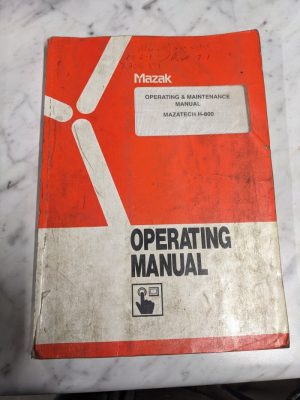 Mazak
OPERATING & MAINTENANCE
MANUAL
MAZATECH H-800
OPERATING
MANUAL